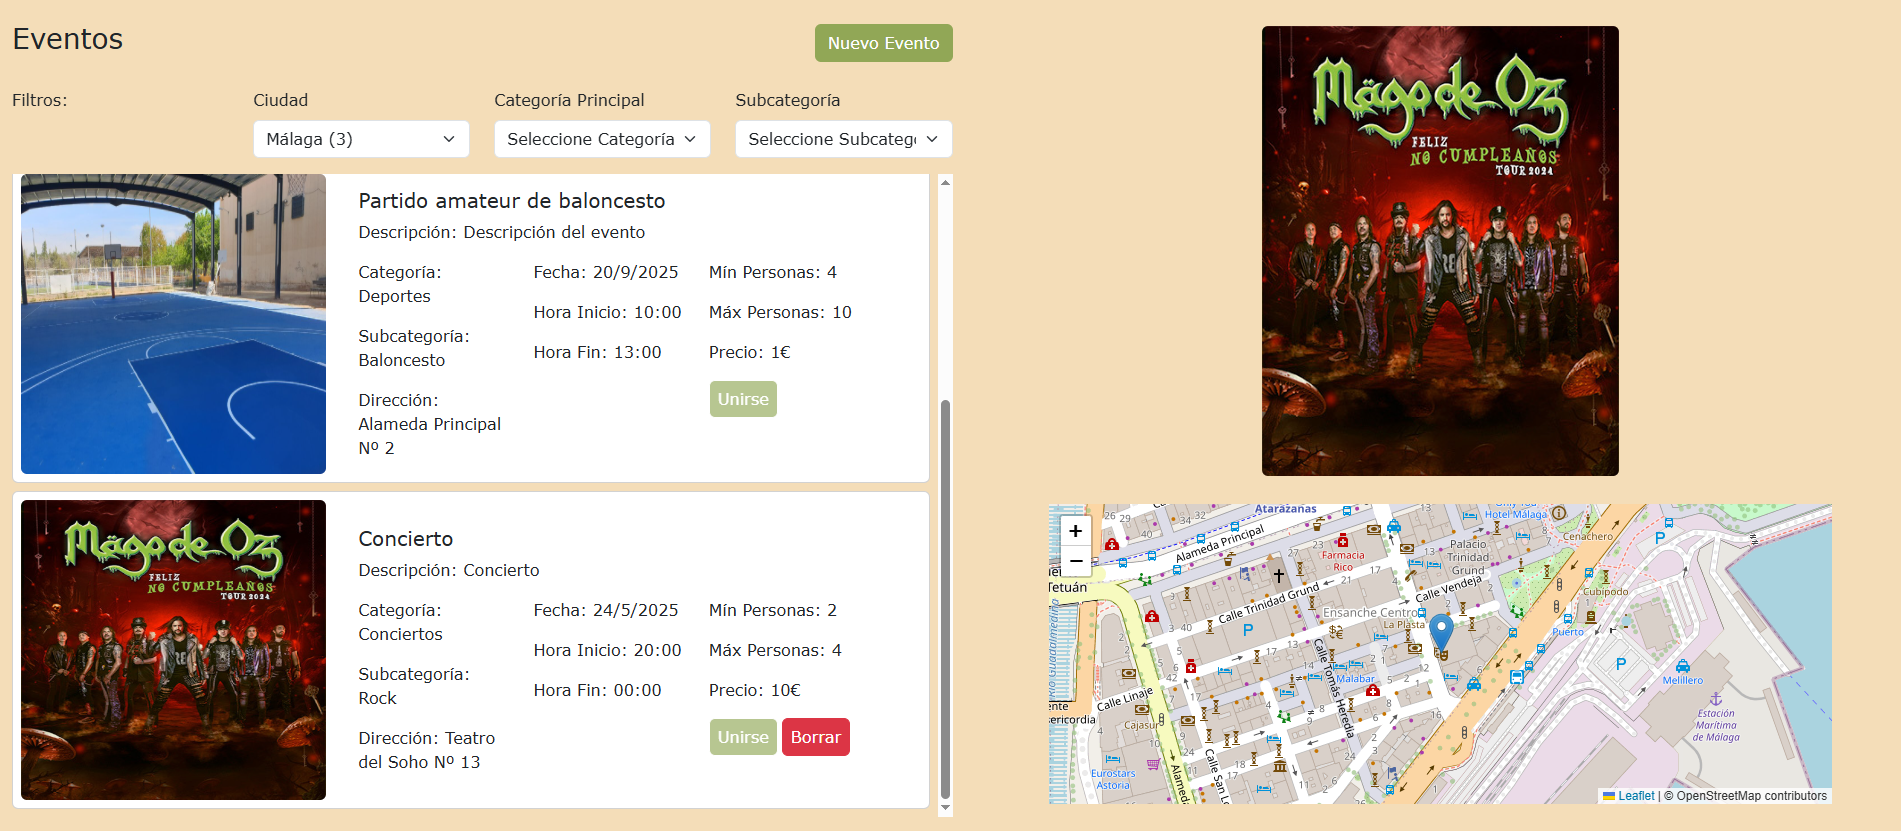 Eventos
Nuevo Evento
Filtros:
Ciudad
Categoría Principal
Subcategoría
Málaga (3)
Seleccione Categoría
Seleccione Subcateg
Partido amateur de baloncesto
Descripción: Descripción del evento
Categoría:
Deportes
Subcategoría:
Baloncesto
Dirección:
Alameda Principal
Nº 2
Fecha: 20/9/2025
Hora Inicio: 10:00
Hora Fin: 13:00
Mín Personas: 4
Máx Personas: 10
Precio: 1€
Unirse
Mägo de Oz
FELIZ
NO CUMPLEAÑOS
TOUR 2024
Concierto
Descripción: Concierto
Categoría:
Conciertos
Subcategoría:
Rock
Dirección: Teatro
del Soho Nº 13
Fecha: 24/5/2025
Hora Inicio: 20:00
Hora Fin: 00:00
Mín Personas: 2
Máx Personas: 4
Precio: 10€
Unirse
Borrar
Mägo de Oz
FELIZ
NO CUMPLEAÑOS
TOUR 2024
+
−
Atarazanas
Alameda Principal
Hotel Málaga
Cenachero
Palacio
Trinidad
Grund
Farmacia
Rico
Tetuán
Calle Trinidad Grund
Calle Vendeja
Ensanche Centro
La Plasta
Cubípodo
Puerto
Malabar
Calle Tomás Heredia
Melillero
Estación
Marítima
de Málaga
Calle Linaje
Cajasur
Eurostars
Astoria
Calle San Lo
Alameda
Leaflet | © OpenStreetMap contributors